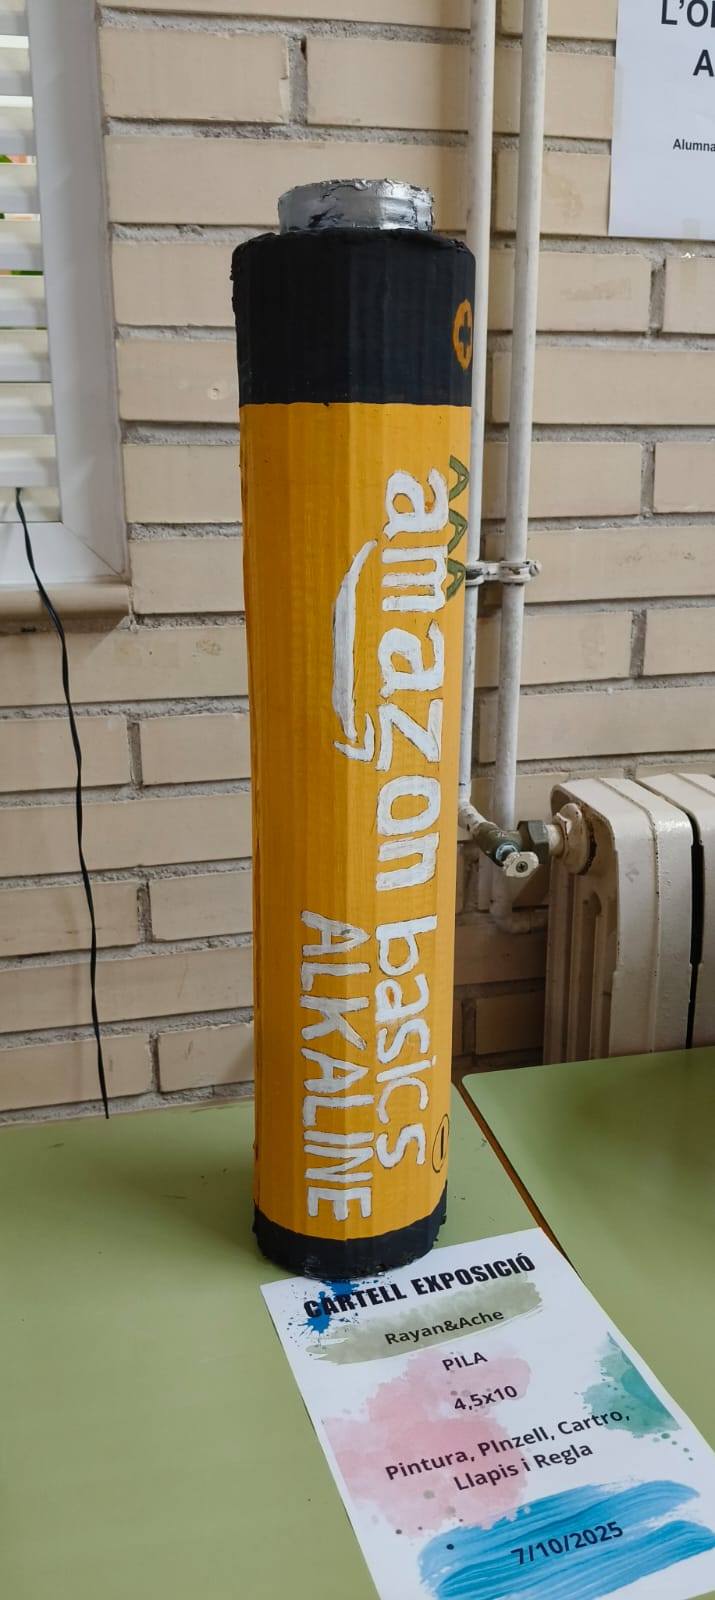 L'O
A
Alumna
AAA
amazon basics
ALKALINE
CARTELL EXPOSICIÓ
Rayan&Ache
PILA
4,5x10
Pintura, PInzell, Cartro,
Llapis i Regla
7/10/2025